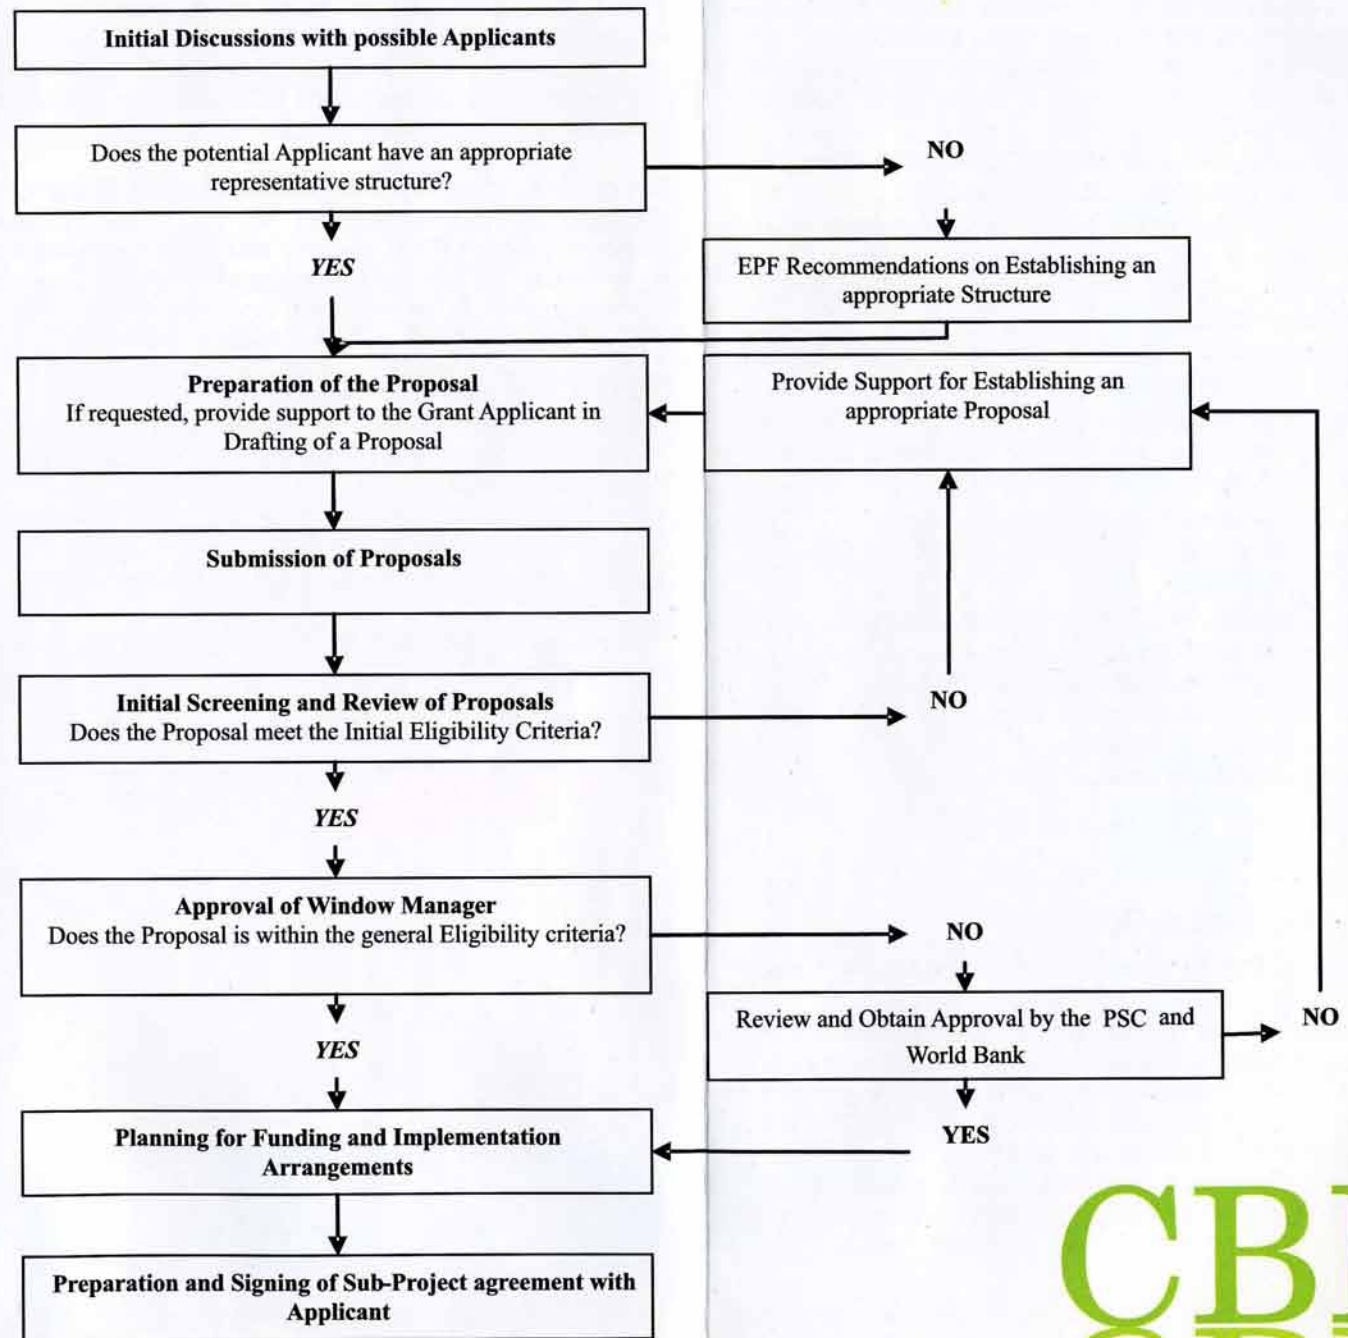 Initial Discussions with possible Applicants
Does the potential Applicant have an appropriate
representative structure?
NO
YES
EPF Recommendations on Establishing an
appropriate Structure
Preparation of the Proposal
If requested, provide support to the Grant Applicant in
Drafting of a Proposal
Provide Support for Establishing an
appropriate Proposal
Submission of Proposals
Initial Screening and Review of Proposals
Does the Proposal meet the Initial Eligibility Criteria?
NO
YES
Approval of Window Manager
Does the Proposal is within the general Eligibility criteria?
NO
Review and Obtain Approval by the PSC and
World Bank
NO
YES
YES
Planning for Funding and Implementation
Arrangements
Preparation and Signing of Sub-Project agreement with
Applicant